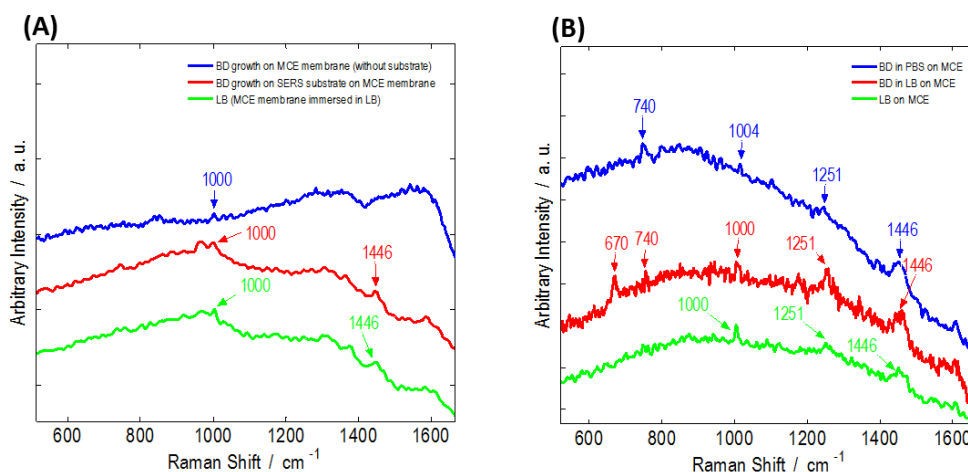 (A)
BD growth on MCE membrane (without substrate)
BD growth on SERS substrate on MCE membrane
LB (MCE membrane immersed in LB)
1000
1000
1446
1000
1446
Arbitrary Intensity / a. u.
600 800 1000 1200 1400 1600
Raman Shift / cm-1
(B)
BD in PBS on MCE
BD in LB on MCE
LB on MCE
740
1004
1251
1446
670
740
1000
1251
1446
1000
1251
1446
Arbitrary Intensity / a. u.
600 800 1000 1200 1400 1600
Raman Shift / cm-1